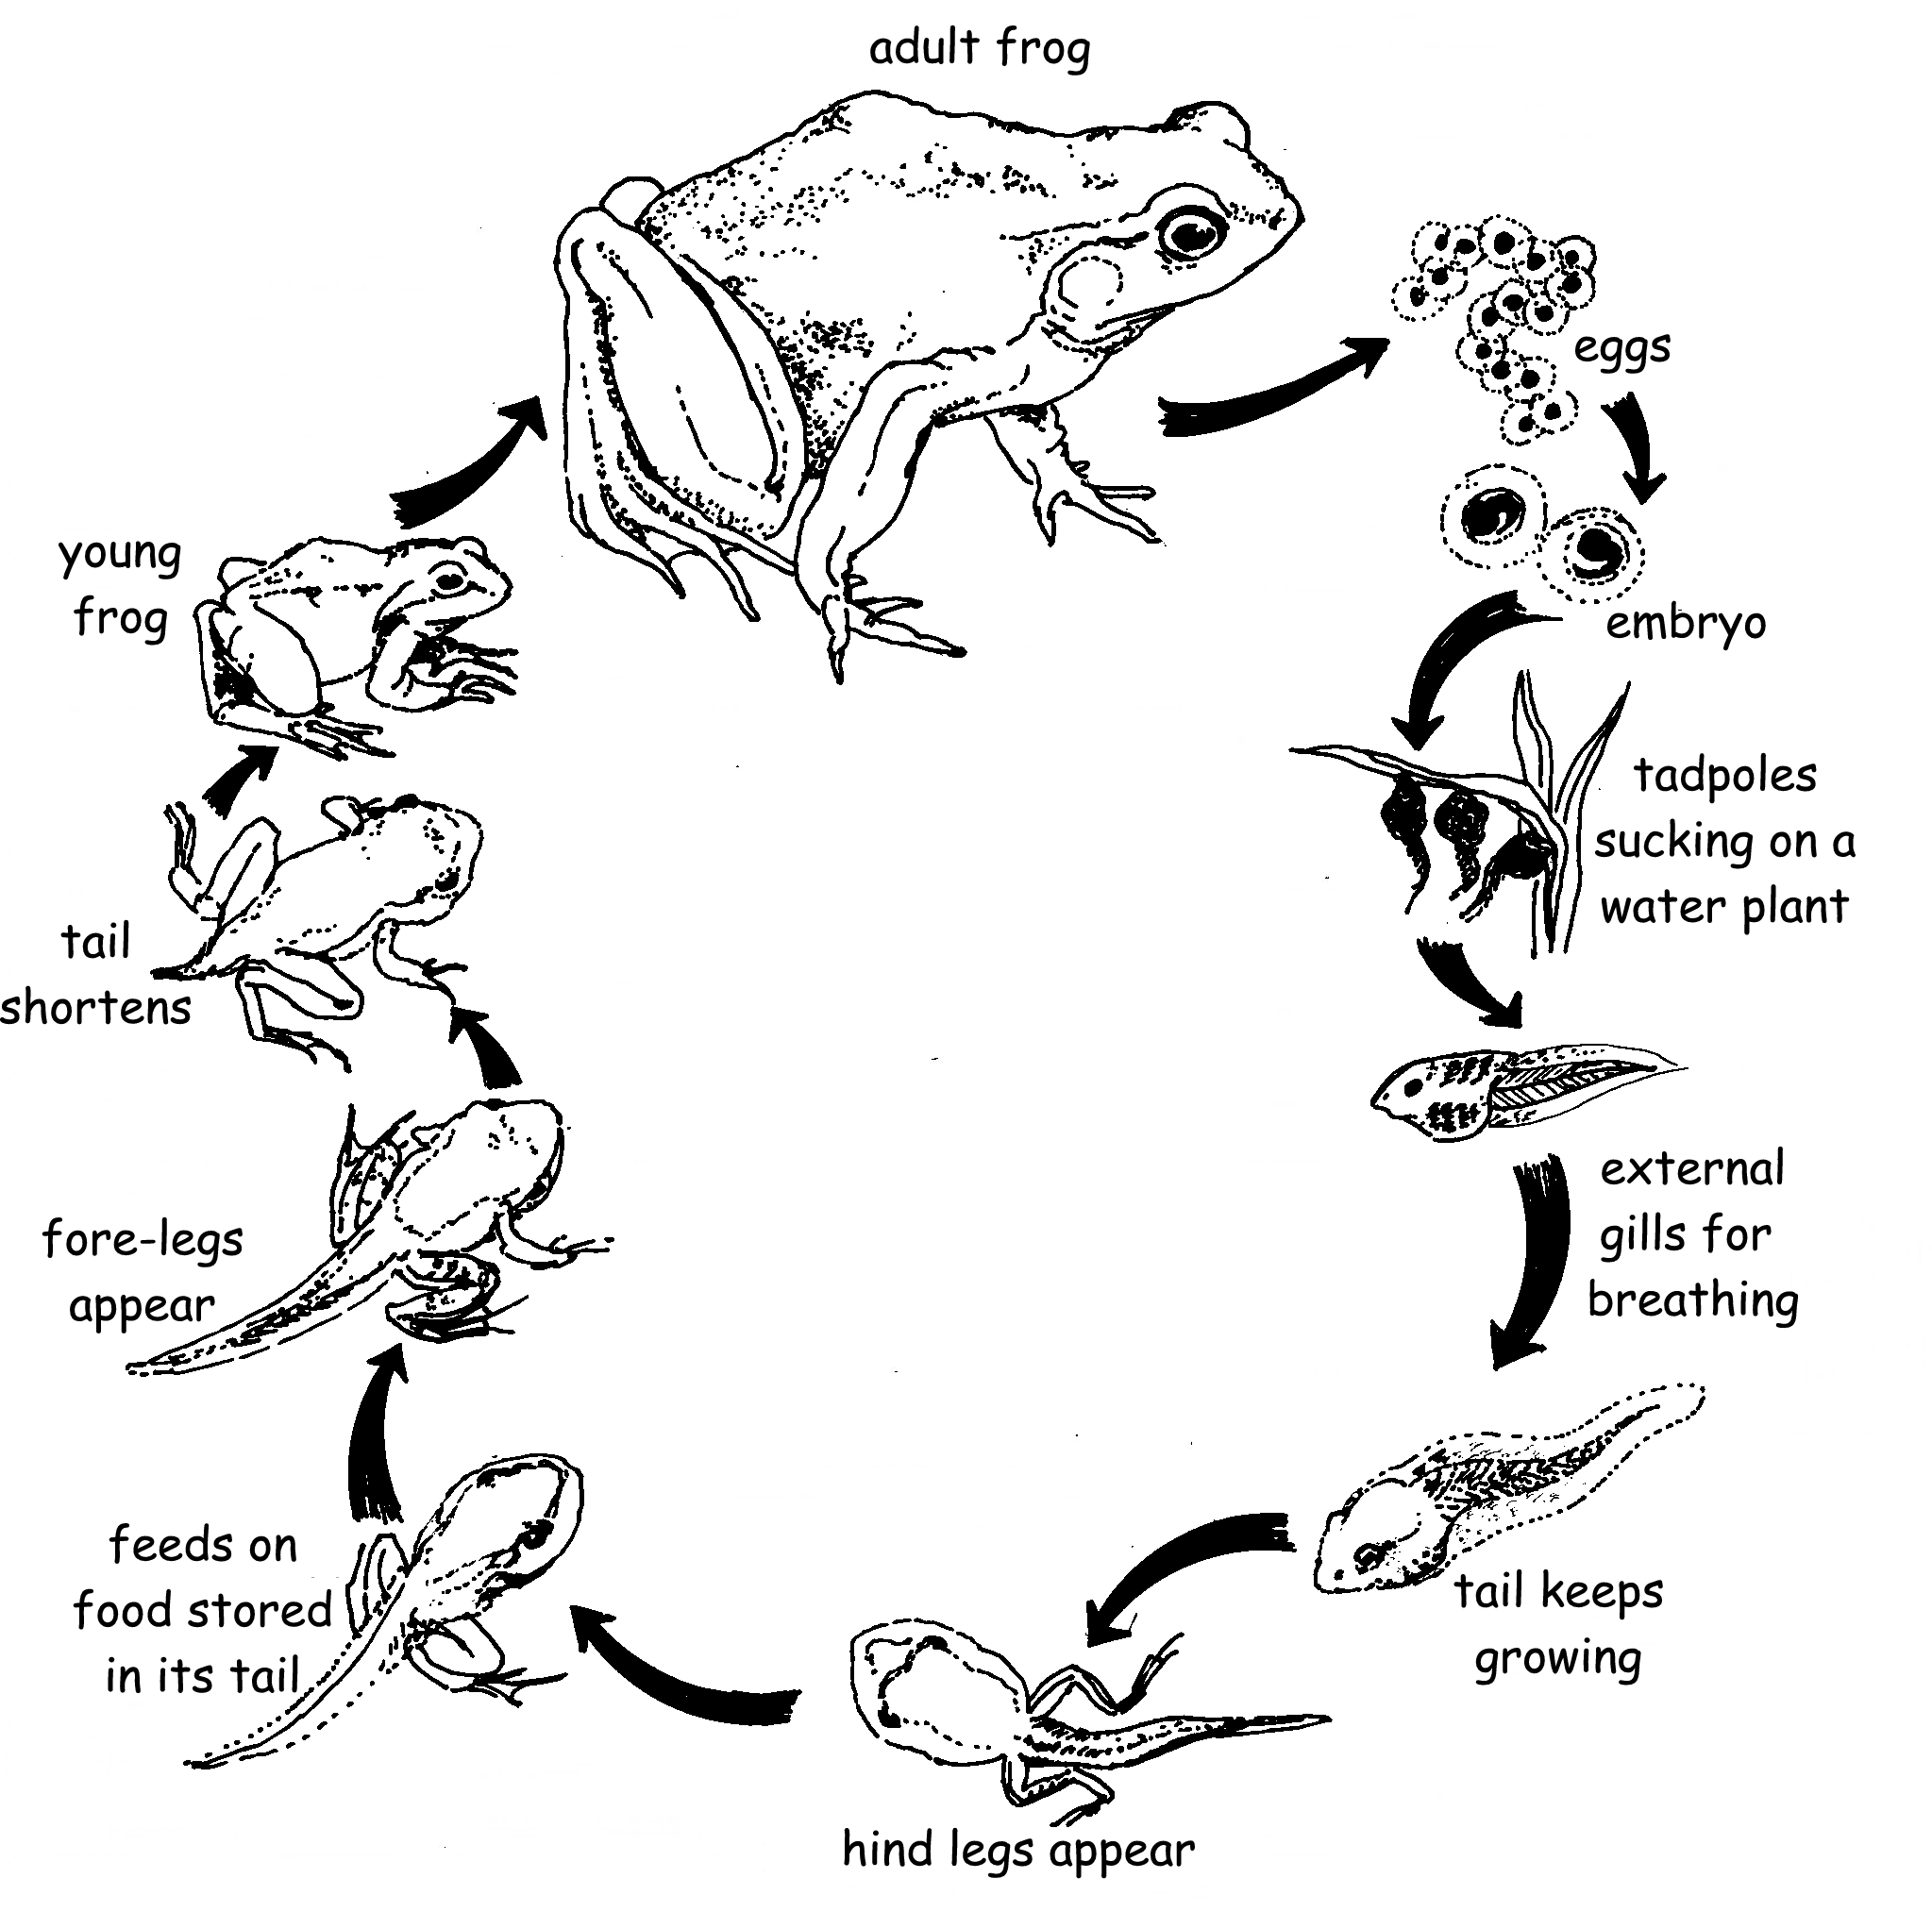 adult frog
eggs
embryo
tadpoles
sucking on a
water plant
external
gills for
breathing
tail keeps
growing
hind legs appear
feeds on
food stored
in its tail
fore-legs
appear
tail
shortens
young
frog